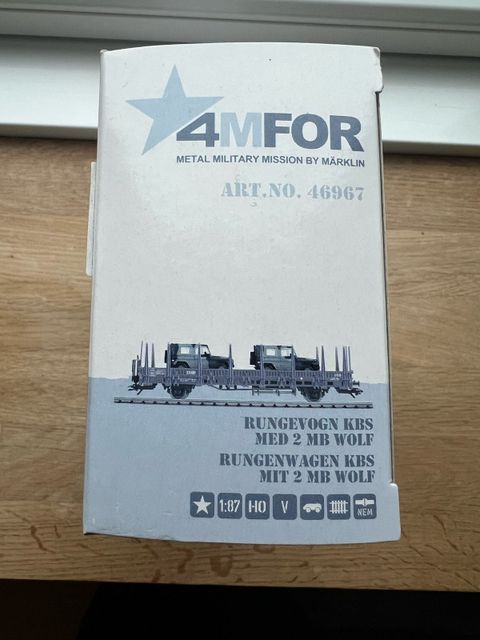 4MFOR
METAL MILITARY MISSION BY MÄRKLIN
ART.NO. 46967
RUNGEVOGN KBS
MED 2 MB WOLF
RUNGENWAGEN KBS
MIT 2 MB WOLF
1:87 HO V NEM